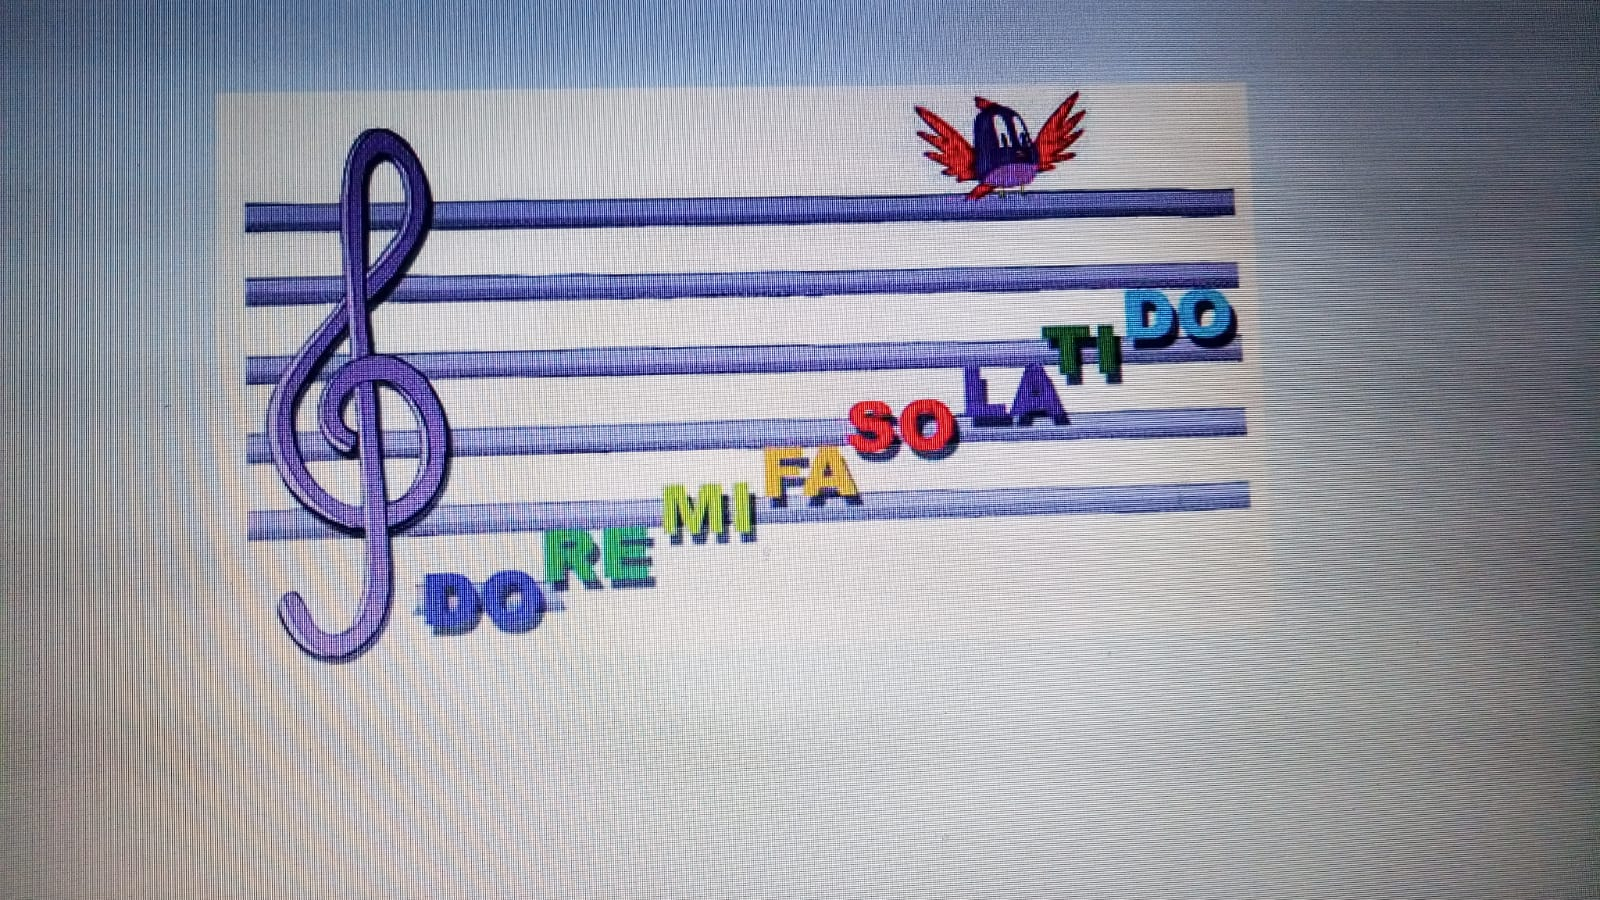 DO RE MI FA SO LA TI DO